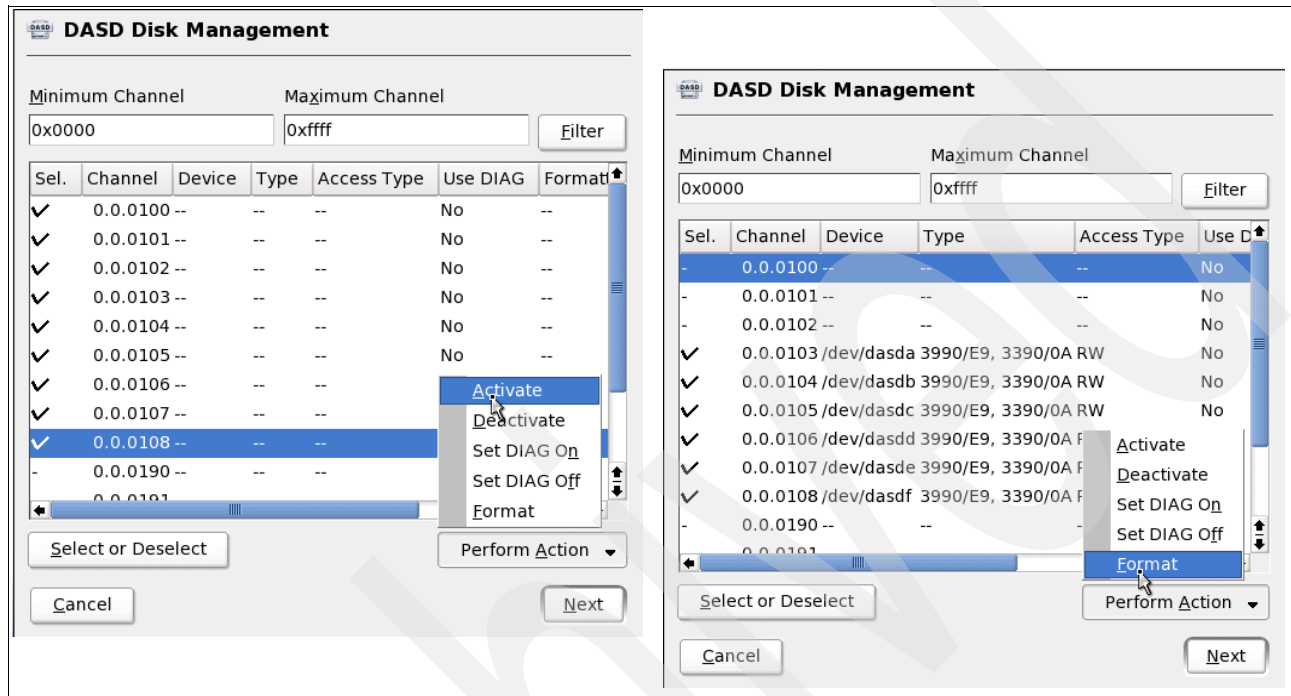 DASD Disk Management
Minimum Channel Maximum Channel
0x0000 0xffff Filter
Sel. Channel Device Type Access Type Use DIAG Formatt
0.0.0100 -- -- -- No --
0.0.0101 -- -- -- No --
0.0.0102 -- -- -- No --
0.0.0103 -- -- -- No --
0.0.0104 -- -- -- No --
0.0.0105 -- -- -- No --
0.0.0106 -- -- --
0.0.0107 -- -- --
0.0.0108 -- -- --
- 0.0.0190 -- -- --
0.0.0191
Activate
Deactivate
Set DIAG On
Set DIAG Off
Format
Select or Deselect Perform Action
Cancel Next
DASD Disk Management
Minimum Channel Maximum Channel
0x0000 0xffff Filter
Sel. Channel Device Type Access Type Use D
- 0.0.0100 -- -- -- No
- 0.0.0101 -- -- -- No
- 0.0.0102 -- -- -- No
0.0.0103 /dev/dasda 3990/E9, 3390/0A RW No
0.0.0104 /dev/dasdb 3990/E9, 3390/0A RW No
0.0.0105 /dev/dasdc 3990/E9, 3390/0A RW No
0.0.0106 /dev/dasdd 3990/E9, 3390/0A
0.0.0107 /dev/dasde 3990/E9, 3390/0A
0.0.0108 /dev/dasdf 3990/E9, 3390/0A
- 0.0.0190 -- -- -
0.0.0191
Activate
Deactivate
Set DIAG On
Set DIAG Off
Format
Select or Deselect Perform Action
Cancel Next